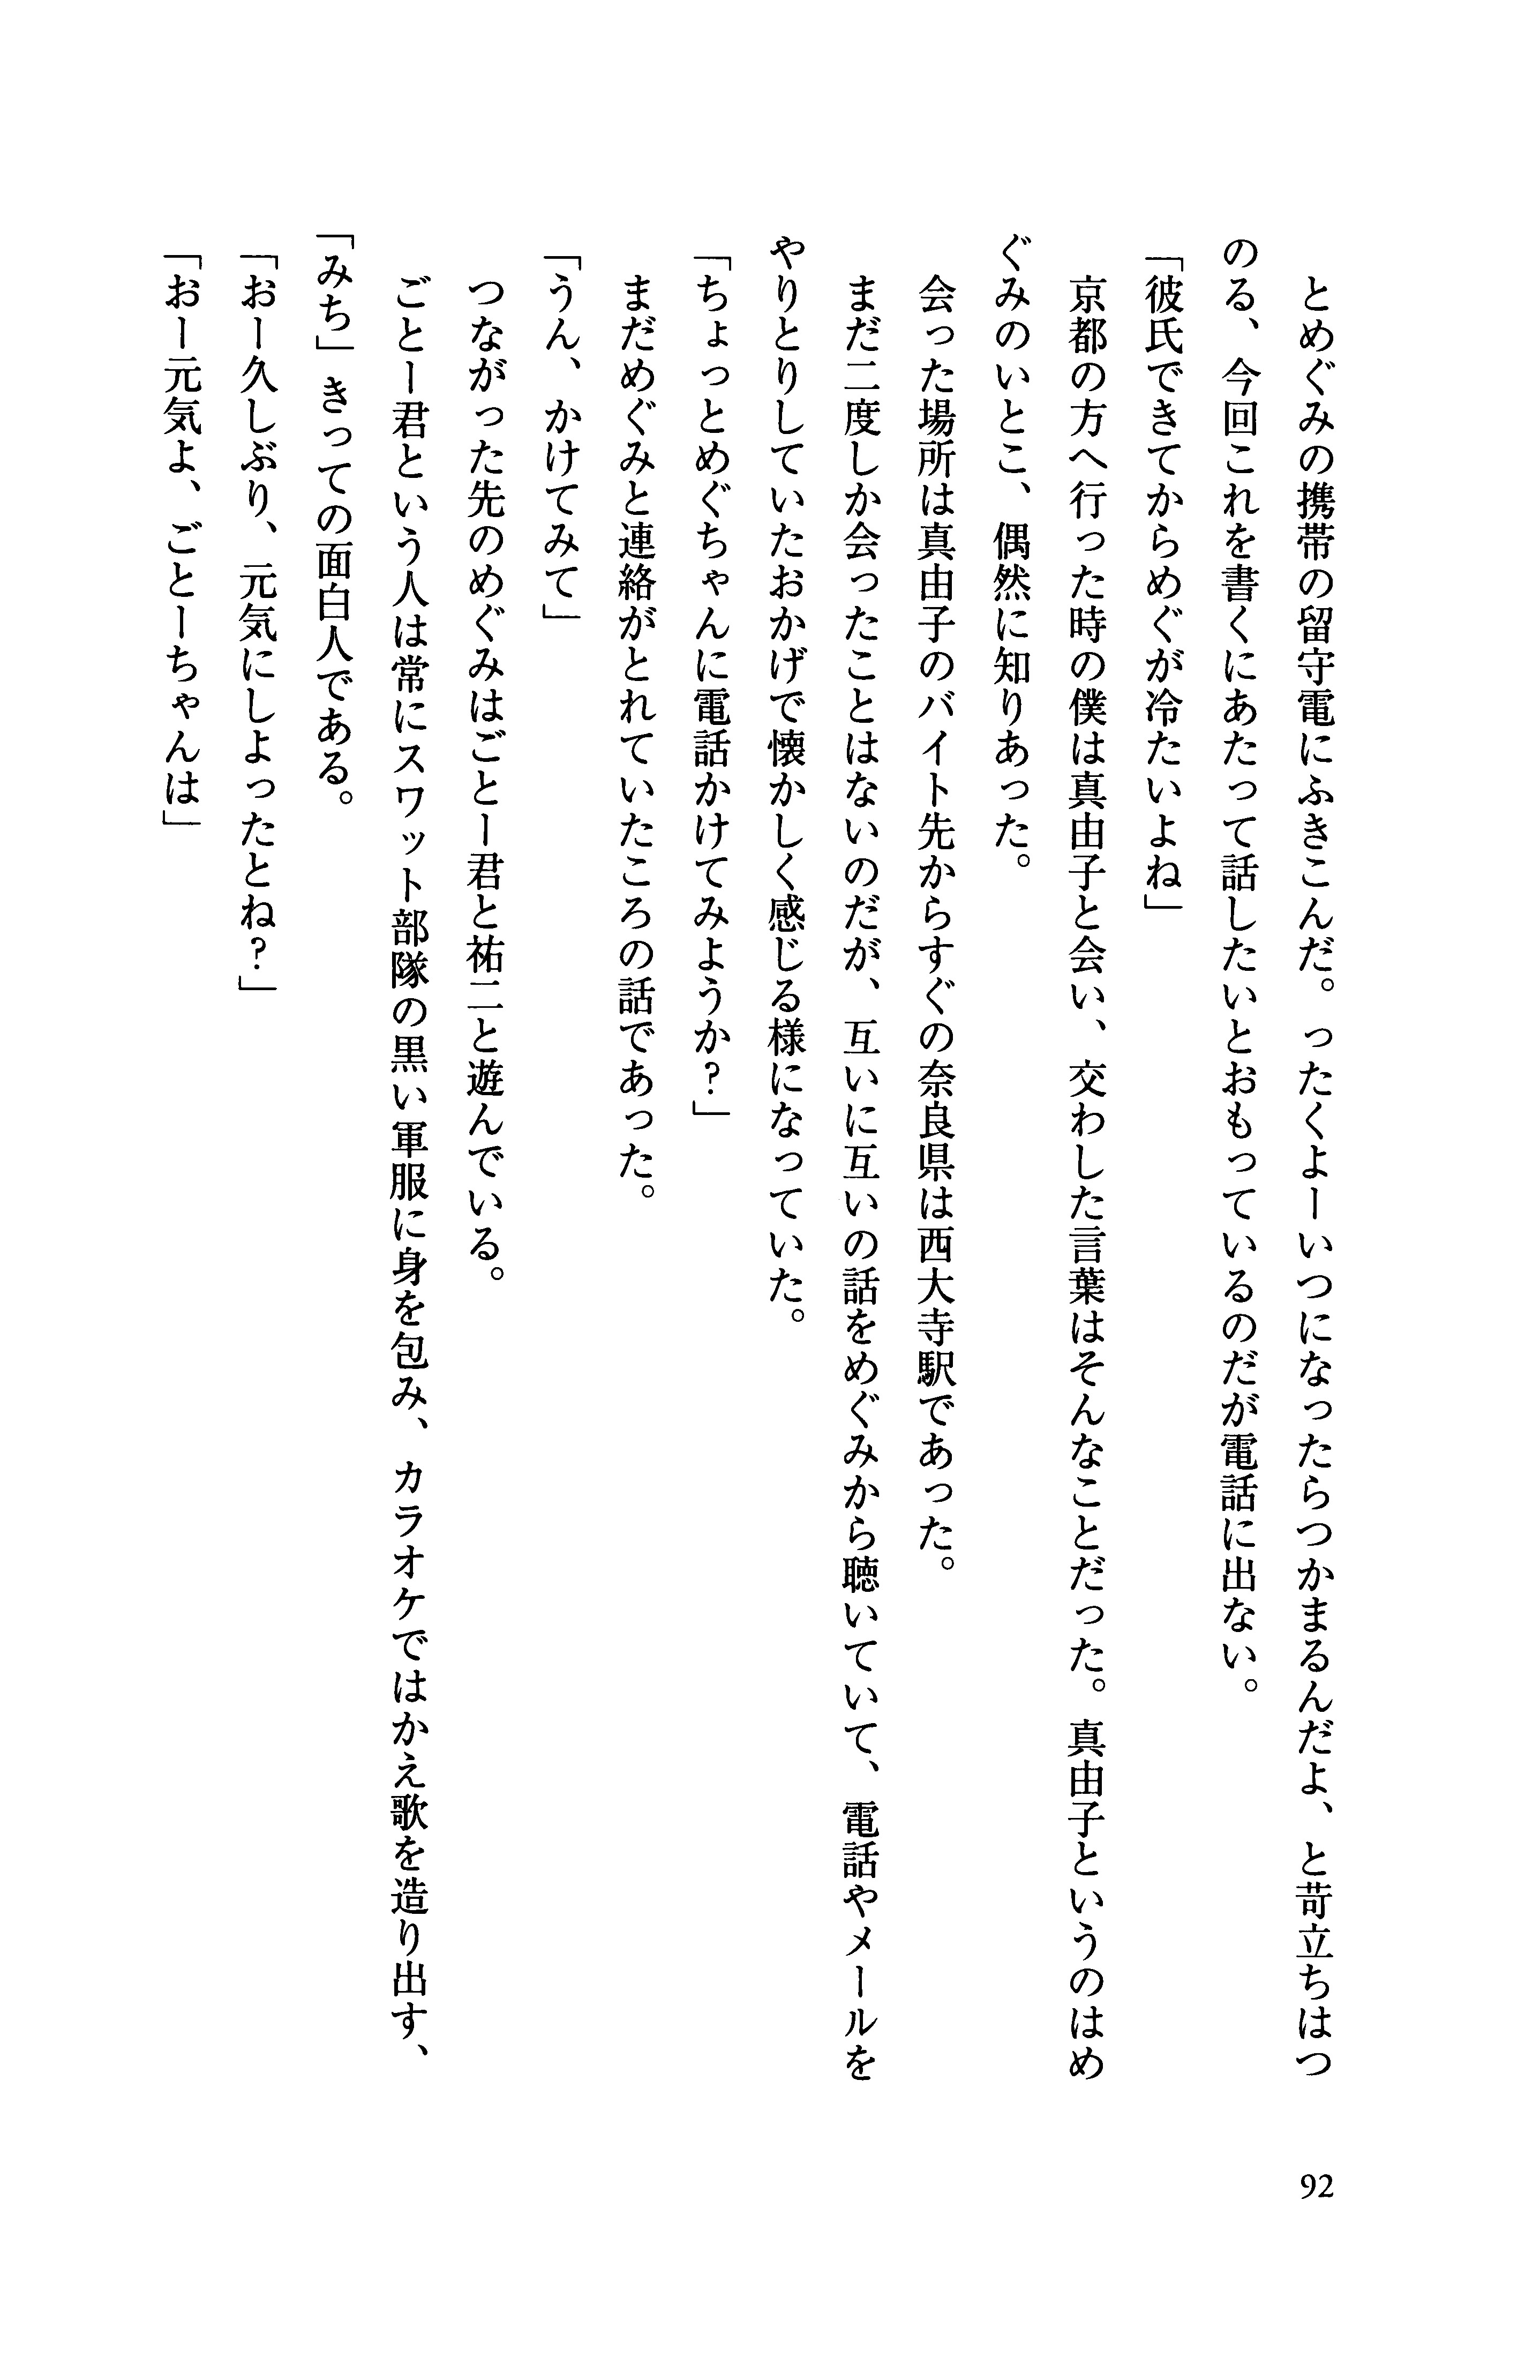 とめぐみの携帯の留守電にふきこんだ。ったくよーいつになったらつかまるんだよ、と苛立ちはつ
のる、今回これを書くにあたって話したいとおもっているのだが電話に出ない。
「彼氏できてからめぐが冷たいよね」
京都の方へ行った時の僕は真由子と会い、交わした言葉はそんなことだった。真由子というのはめ
ぐみのいとこ、偶然に知りあった。
会った場所は真由子のバイト先からすぐの奈良県は西大寺駅であった。
まだ二度しか会ったことはないのだが、互いに互いの話をめぐみから聴いていて、電話やメールを
やりとりしていたおかげで懐かしく感じる様になっていた。
「ちょっとめぐちゃんに電話かけてみようか?」
まだめぐみと連絡がとれていたころの話であった。
「うん、かけてみて」
つながった先のめぐみはごとー君と祐二と遊んでいる。
ごとー君という人は常にスワット部隊の黒い軍服に身を包み、カラオケではかえ歌を造り出す、
「みち」きっての面白人である。
「おー久しぶり、元気にしよったとね?」
「おー元気よ、ごとーちゃんは」
92